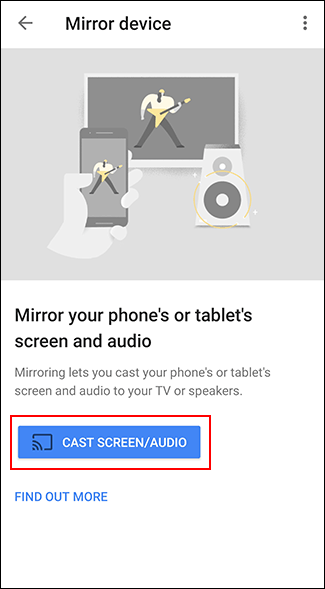 Mirror device
Mirror your phone's or tablet's
screen and audio
Mirroring lets you cast your phone's or tablet's
screen and audio to your TV or speakers.
CAST SCREEN/AUDIO
FIND OUT MORE